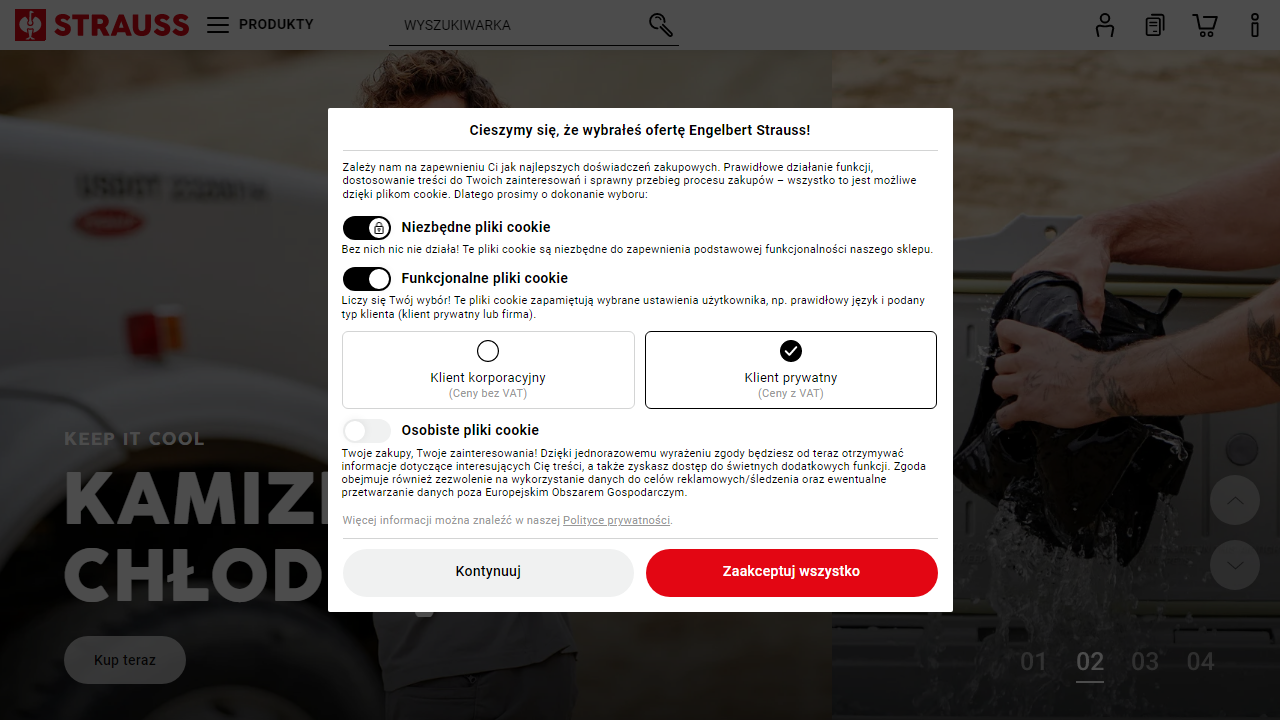 STRAUSS
PRODUKTY
WYSZUKIWARKA
Cieszymy się, że wybrałeś ofertę Engelbert Strauss!
Zależy nam na zapewnieniu Ci jak najlepszych doświadczeń zakupowych. Prawidłowe działanie funkcji,
dostosowanie treści do Twoich zainteresowań i sprawny przebieg procesu zakupów – wszystko to jest możliwe
dzięki plikom cookie. Dlatego prosimy o dokonanie wyboru:
Niezbędne pliki cookie
Bez nich nic nie działa! Te pliki cookie są niezbędne do zapewnienia podstawowej funkcjonalności naszego sklepu.
Funkcjonalne pliki cookie
Liczy się Twój wybór! Te pliki cookie zapamiętują wybrane ustawienia użytkownika, np. prawidłowy język i podany
typ klienta (klient prywatny lub firma).
Klient korporacyjny
(Ceny bez VAT)
Klient prywatny
(Ceny z VAT)
Osobiste pliki cookie
Twoje zakupy, Twoje zainteresowania! Dzięki jednorazowemu wyrażeniu zgody będziesz od teraz otrzymywać
informacje dotyczące interesujących Cię treści, a także zyskasz dostęp do świetnych dodatkowych funkcji. Zgoda
obejmuje również zezwolenie na wykorzystanie danych do celów reklamowych/śledzenia oraz ewentualne
przetwarzanie danych poza Europejskim Obszarem Gospodarczym.
Więcej informacji można znaleźć w naszej Polityce prywatności.
Kontynuuj
Zaakceptuj wszystko
KEEP IT COOL
KAMIZ
CHŁOD
Kup teraz
01 02 03 04